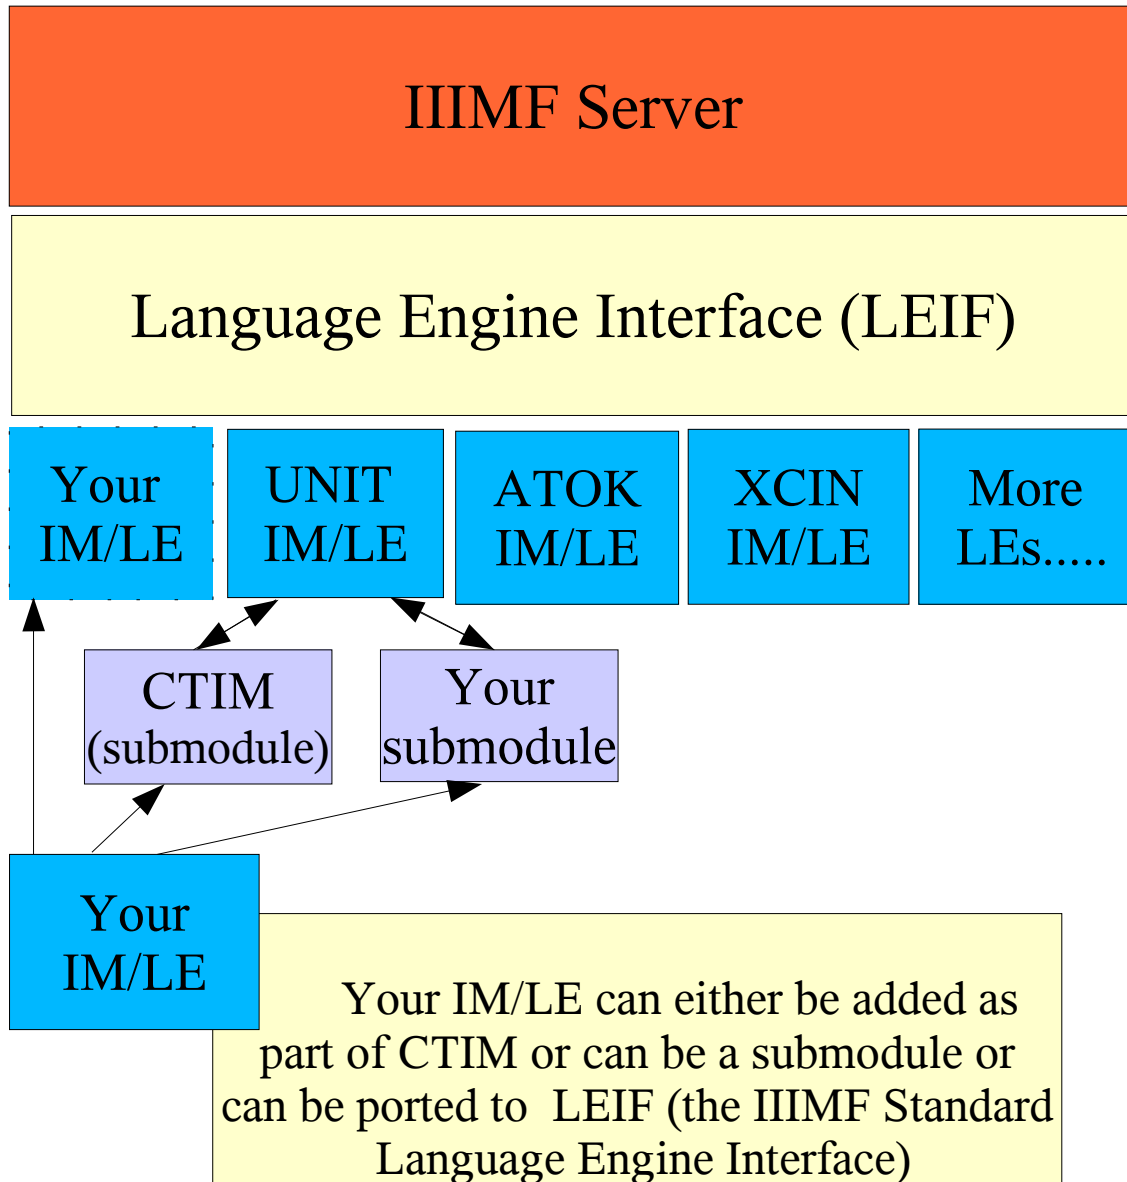 IIIMF Server
Language Engine Interface (LEIF)
Your
IM/LE
UNIT
IM/LE
ATOK
IM/LE
XCIN
IM/LE
More
LEs.....
CTIM
(submodule)
Your
submodule
Your
IM/LE
Your IM/LE can either be added as
part of CTIM or can be a submodule or
can be ported to LEIF (the IIIMF Standard
Language Engine Interface)